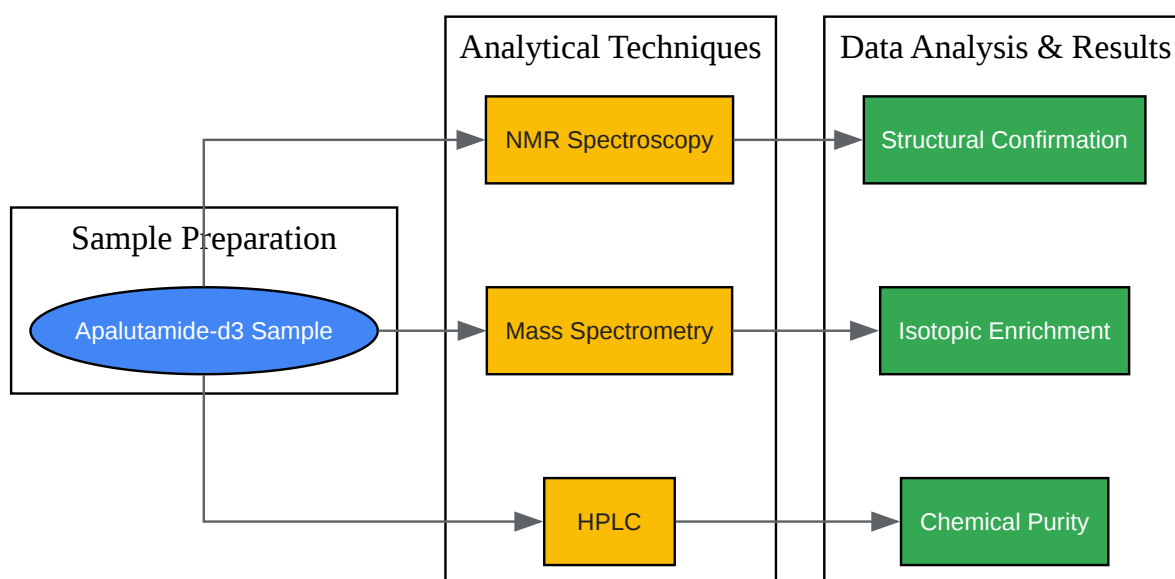 Analytical Techniques
Data Analysis & Results
NMR Spectroscopy
Structural Confirmation
Sample Preparation
Apalutamide-d3 Sample
Mass Spectrometry
Isotopic Enrichment
HPLC
Chemical Purity